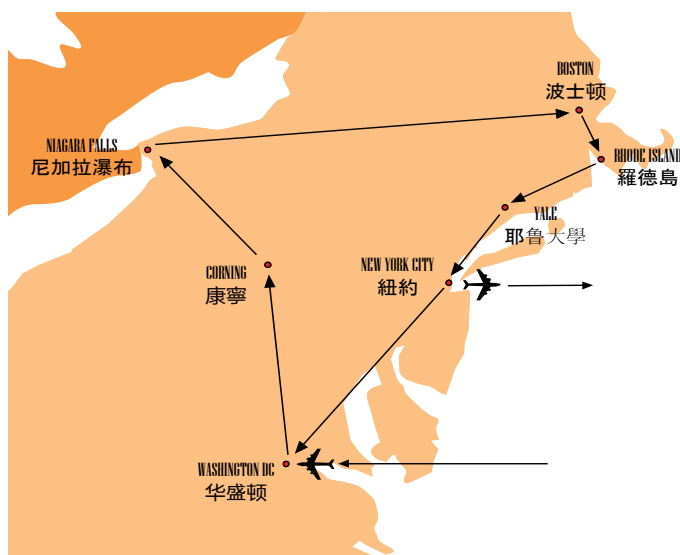 BOSTON
波士顿
NIAGARA FALLS
尼加拉瀑布
RHODE ISLAND
羅德島
YALE
耶鲁大學
NEW YORK CITY
紐約
CORNING
康寧
WASHINGTON DC
华盛顿